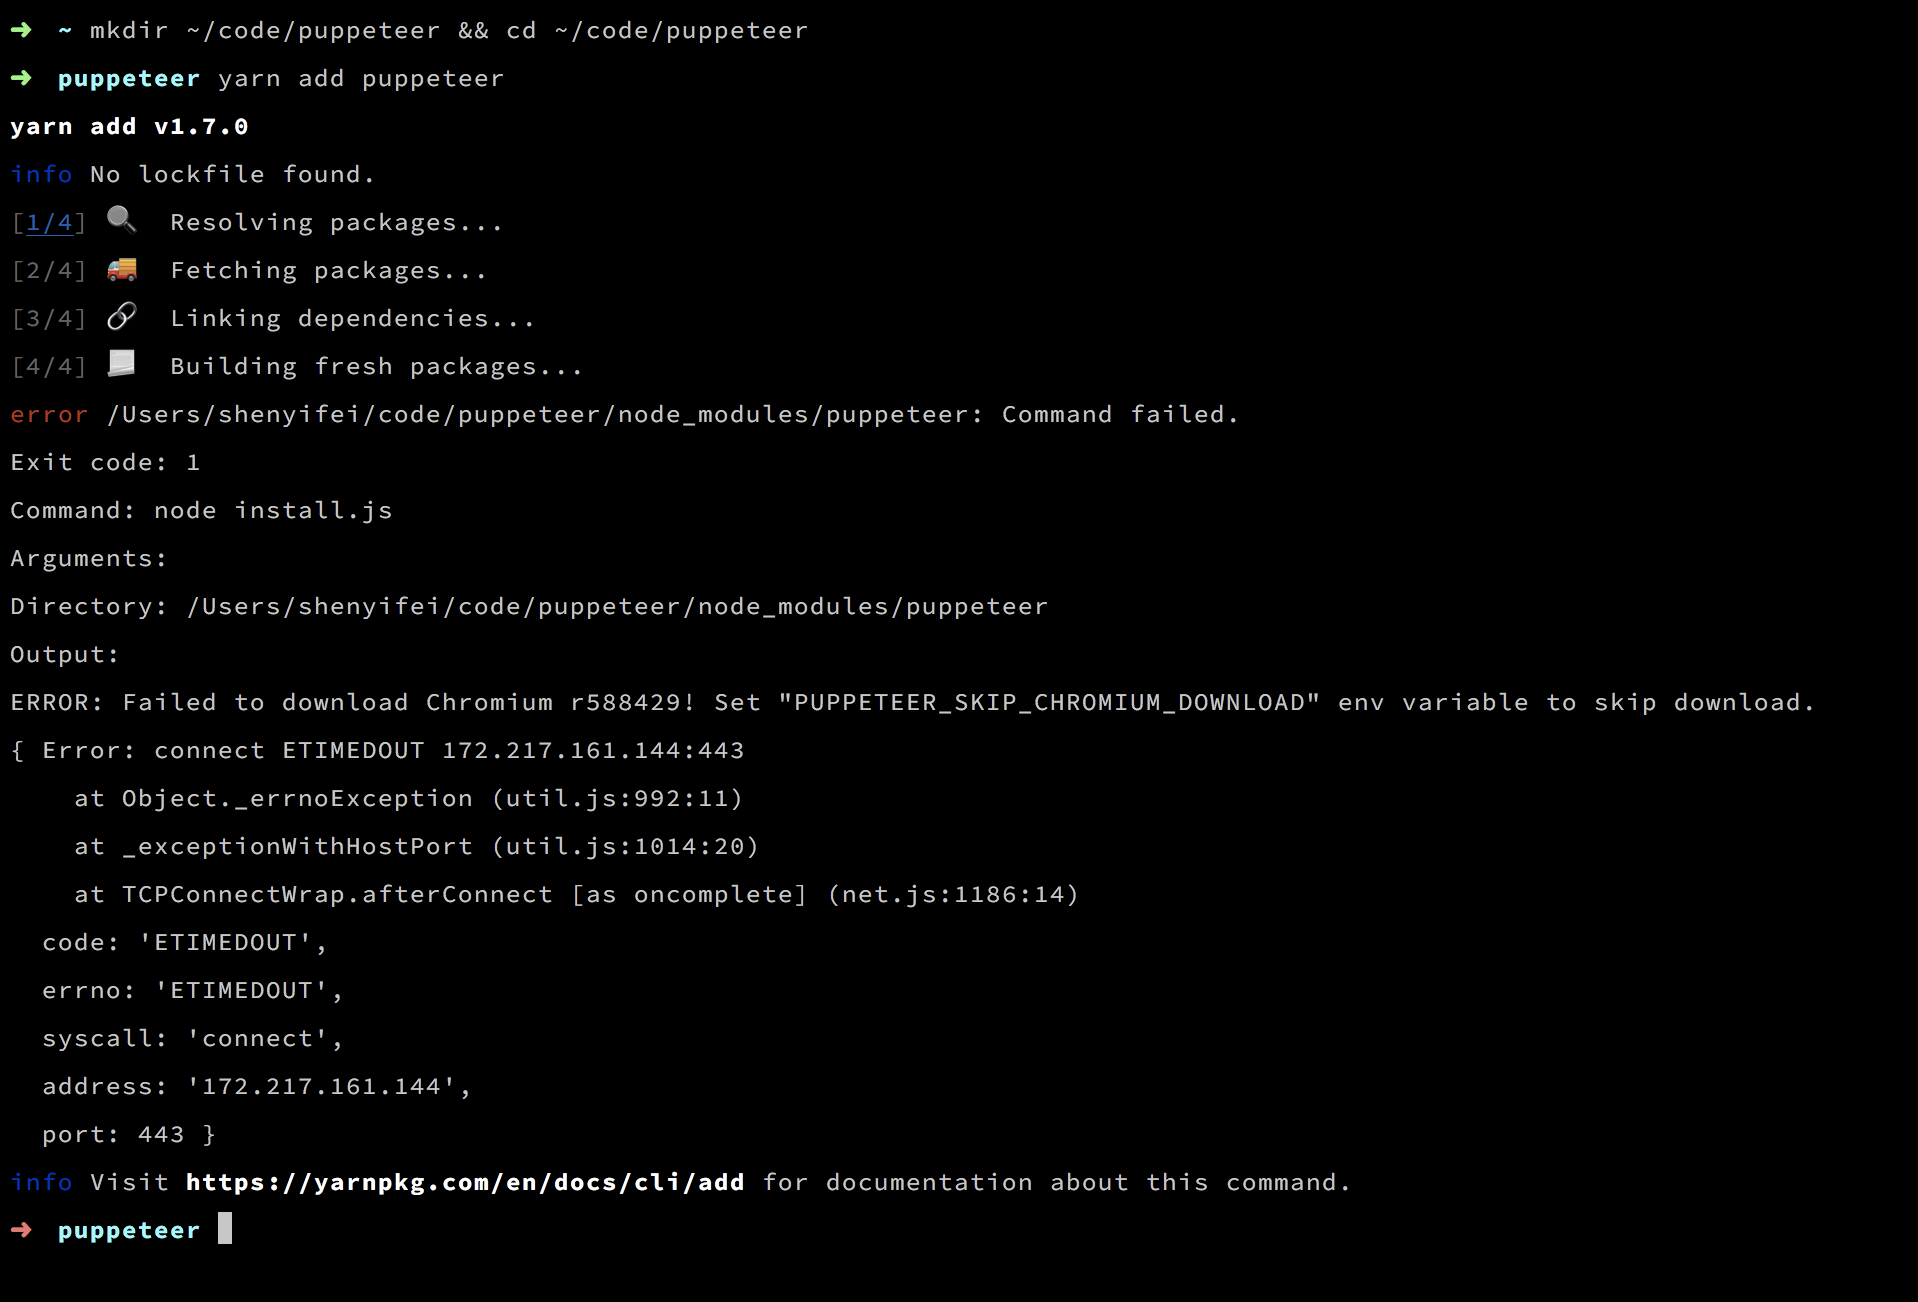 ➜  ~ mkdir ~/code/puppeteer && cd ~/code/puppeteer
➜  puppeteer yarn add puppeteer
yarn add v1.7.0
info No lockfile found.
[1/4] 🔍  Resolving packages...
[2/4] 🚚  Fetching packages...
[3/4] 🔗  Linking dependencies...
[4/4] 📃  Building fresh packages...
error /Users/shenyifei/code/puppeteer/node_modules/puppeteer: Command failed.
Exit code: 1
Command: node install.js
Arguments:
Directory: /Users/shenyifei/code/puppeteer/node_modules/puppeteer
Output:
ERROR: Failed to download Chromium r588429! Set "PUPPETEER_SKIP_CHROMIUM_DOWNLOAD" env variable to skip download.
{ Error: connect ETIMEDOUT 172.217.161.144:443
    at Object._errnoException (util.js:992:11)
    at _exceptionWithHostPort (util.js:1014:20)
    at TCPConnectWrap.afterConnect [as oncomplete] (net.js:1186:14)
  code: 'ETIMEDOUT',
  errno: 'ETIMEDOUT',
  syscall: 'connect',
  address: '172.217.161.144',
  port: 443 }
info Visit https://yarnpkg.com/en/docs/cli/add for documentation about this command.
➜  puppeteer